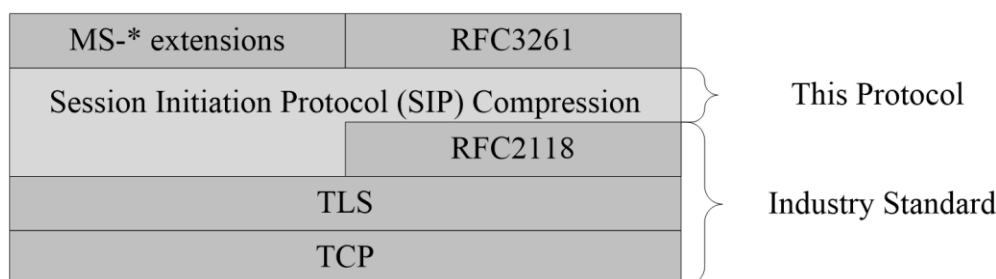 MS-* extensions
RFC3261
Session Initiation Protocol (SIP) Compression
This Protocol
RFC2118
TLS
Industry Standard
TCP